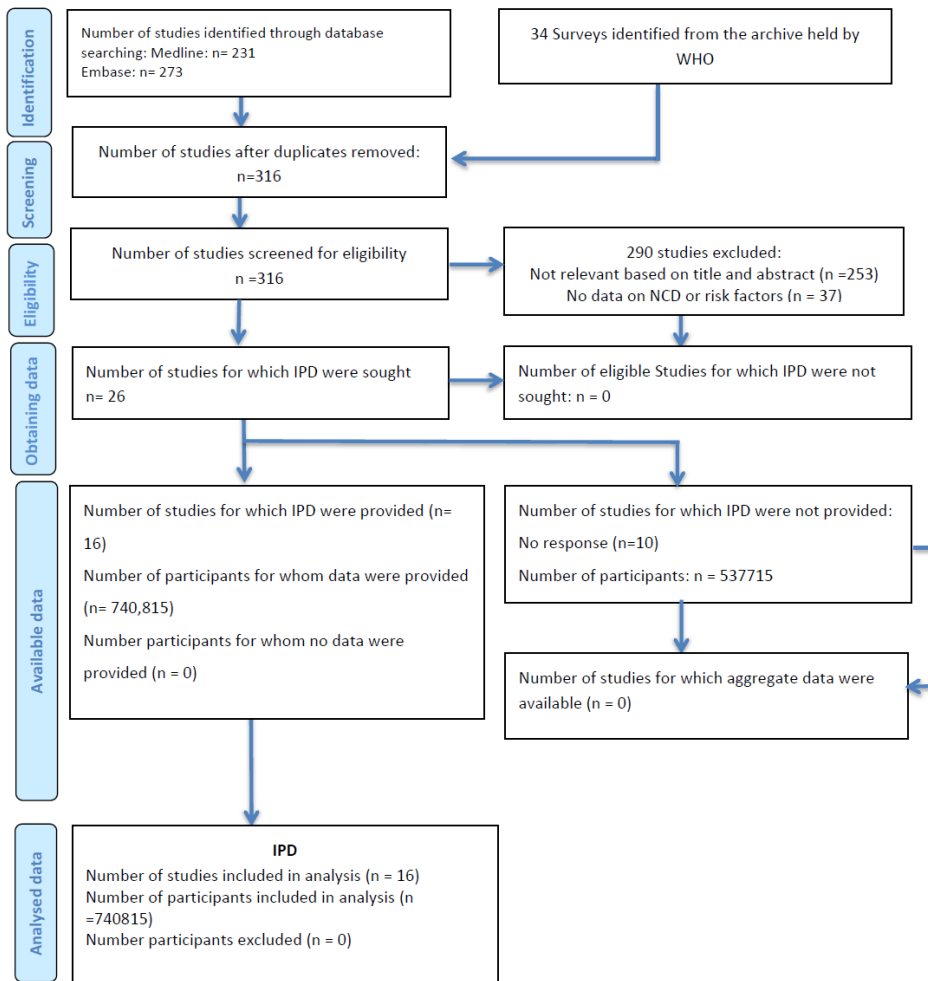 Identification
Number of studies identified through database
searching: Medline: n= 231
Embase: n= 273
34 Surveys identified from the archive held by
WHO
Screening
Number of studies after duplicates removed:
n=316
Eligibility
Number of studies screened for eligibility
n =316
290 studies excluded:
Not relevant based on title and abstract (n =253)
No data on NCD or risk factors (n = 37)
Obtaining data
Number of studies for which IPD were sought
n= 26
Number of eligible Studies for which IPD were not
sought: n = 0
Available data
Number of studies for which IPD were provided (n=
16)
Number of participants for whom data were provided
(n= 740,815)
Number participants for whom no data were
provided (n = 0)
Number of studies for which IPD were not provided:
No response (n=10)
Number of participants: n = 537715
Number of studies for which aggregate data were
available (n = 0)
Analysed data
IPD
Number of studies included in analysis (n = 16)
Number of participants included in analysis (n
=740815)
Number participants excluded (n = 0)